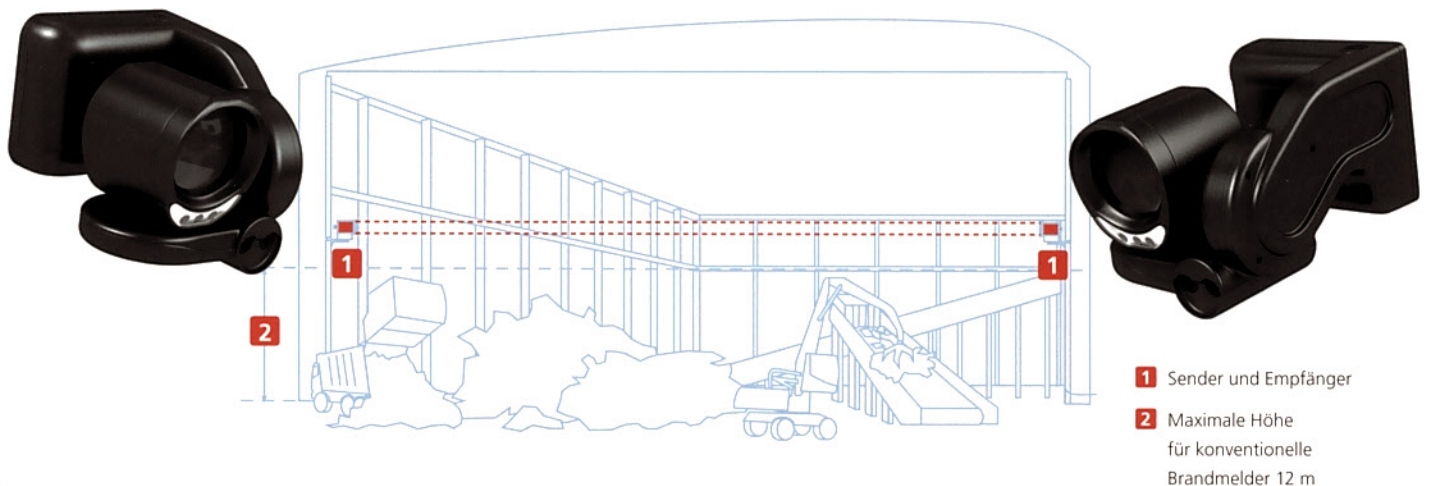 1
1
2
1 Sender und Empfänger
2 Maximale Höhe
für konventionelle
Brandmelder 12 m